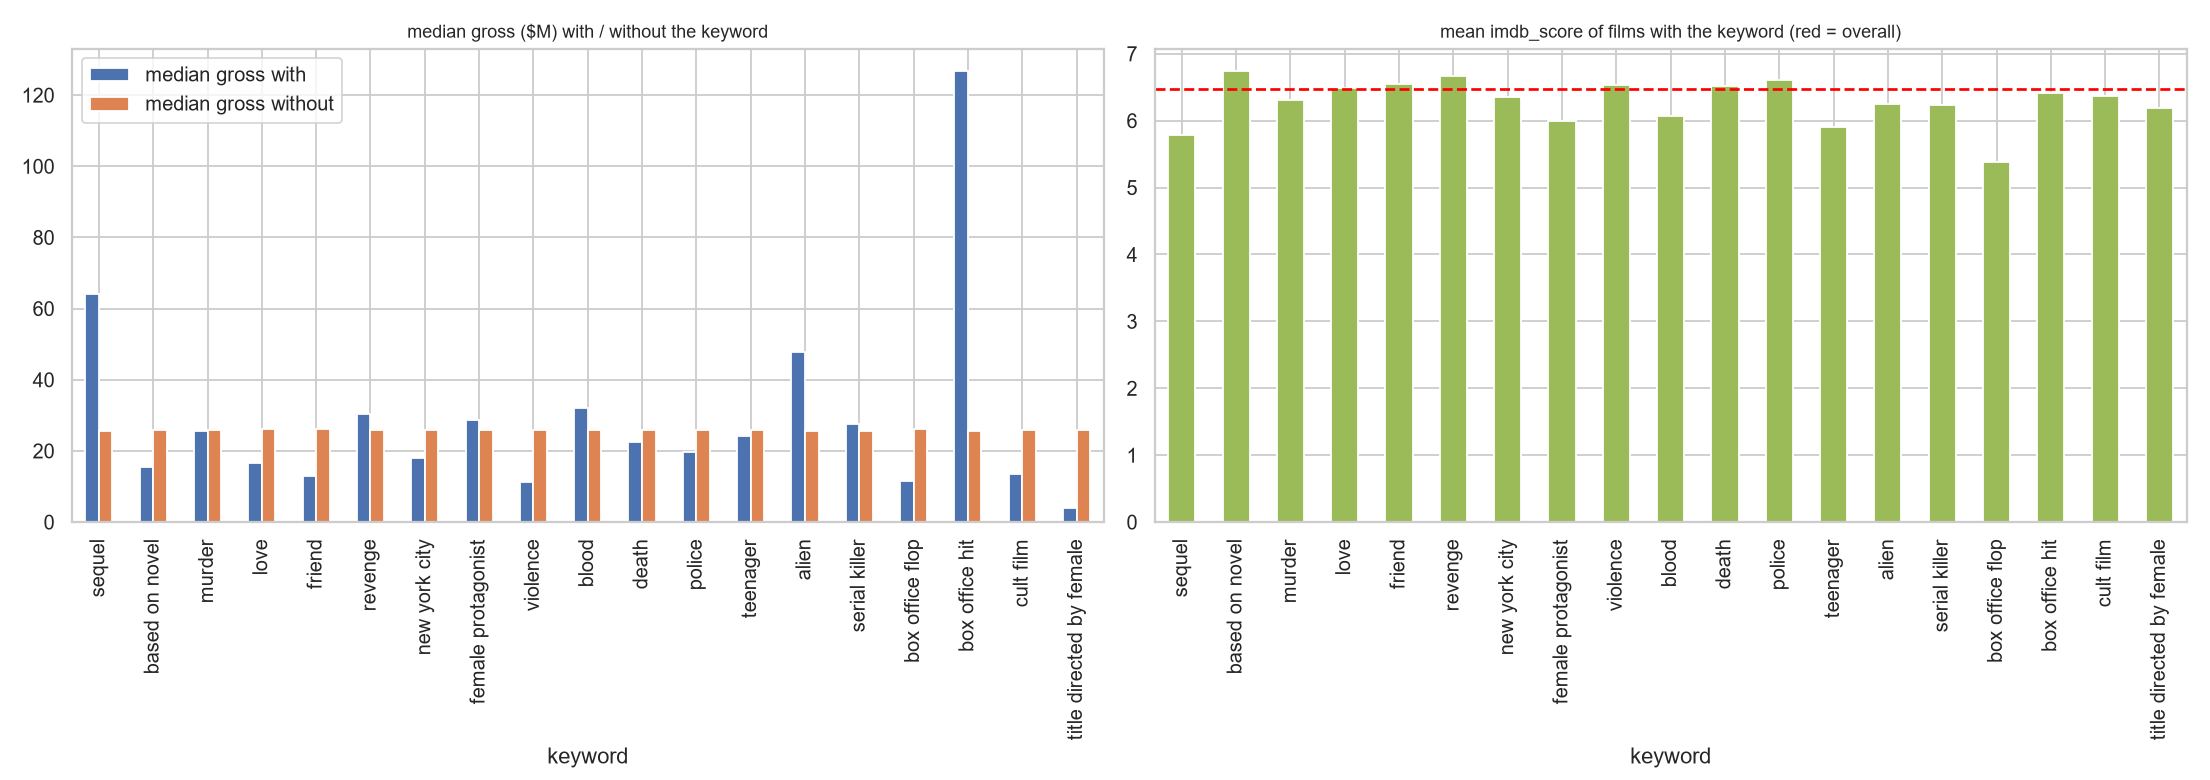 median gross ($M) with / without the keyword
median gross with
median gross without
120
100
80
60
40
20
0
sequel
based on novel
murder
love
friend
revenge
new york city
female protagonist
violence
blood
death
police
teenager
alien
serial killer
box office flop
box office hit
cult film
title directed by female
keyword
mean imdb_score of films with the keyword (red = overall)
7
6
5
4
3
2
1
0
sequel
based on novel
murder
love
friend
revenge
new york city
female protagonist
violence
blood
death
police
teenager
alien
serial killer
box office flop
box office hit
cult film
title directed by female
keyword